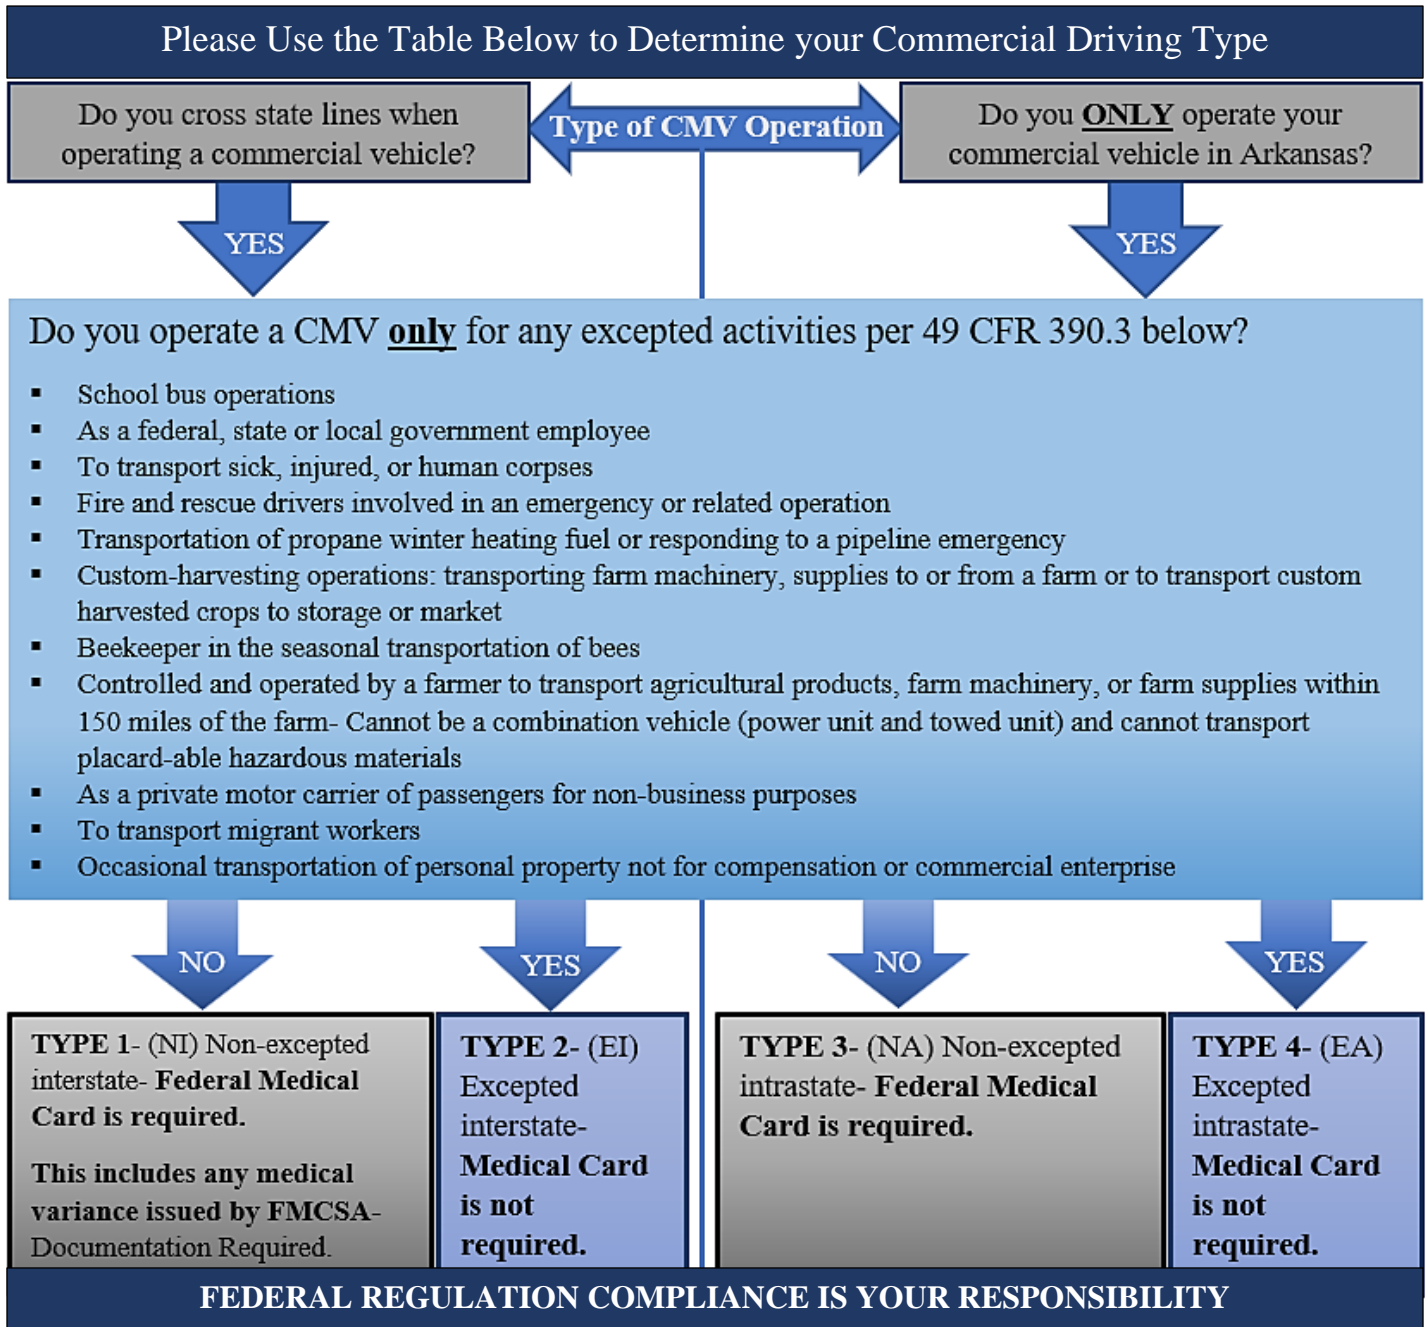 Please Use the Table Below to Determine your Commercial Driving Type
Do you cross state lines when
operating a commercial vehicle?
Type of CMV Operation
Do you ONLY operate your
commercial vehicle in Arkansas?
YES
YES
Do you operate a CMV only for any excepted activities per 49 CFR 390.3 below?
▪ School bus operations
▪ As a federal, state or local government employee
▪ To transport sick, injured, or human corpses
▪ Fire and rescue drivers involved in an emergency or related operation
▪ Transportation of propane winter heating fuel or responding to a pipeline emergency
▪ Custom-harvesting operations: transporting farm machinery, supplies to or from a farm or to transport custom
harvested crops to storage or market
▪ Beekeeper in the seasonal transportation of bees
▪ Controlled and operated by a farmer to transport agricultural products, farm machinery, or farm supplies within
150 miles of the farm- Cannot be a combination vehicle (power unit and towed unit) and cannot transport
placard-able hazardous materials
▪ As a private motor carrier of passengers for non-business purposes
▪ To transport migrant workers
▪ Occasional transportation of personal property not for compensation or commercial enterprise
NO
YES
NO
YES
TYPE 1- (NI) Non-excepted
interstate- Federal Medical
Card is required.
This includes any medical
variance issued by FMCSA-
Documentation Required.
TYPE 2- (EI)
Excepted
interstate-
Medical Card
is not
required.
TYPE 3- (NA) Non-excepted
intrastate- Federal Medical
Card is required.
TYPE 4- (EA)
Excepted
intrastate-
Medical Card
is not
required.
FEDERAL REGULATION COMPLIANCE IS YOUR RESPONSIBILITY